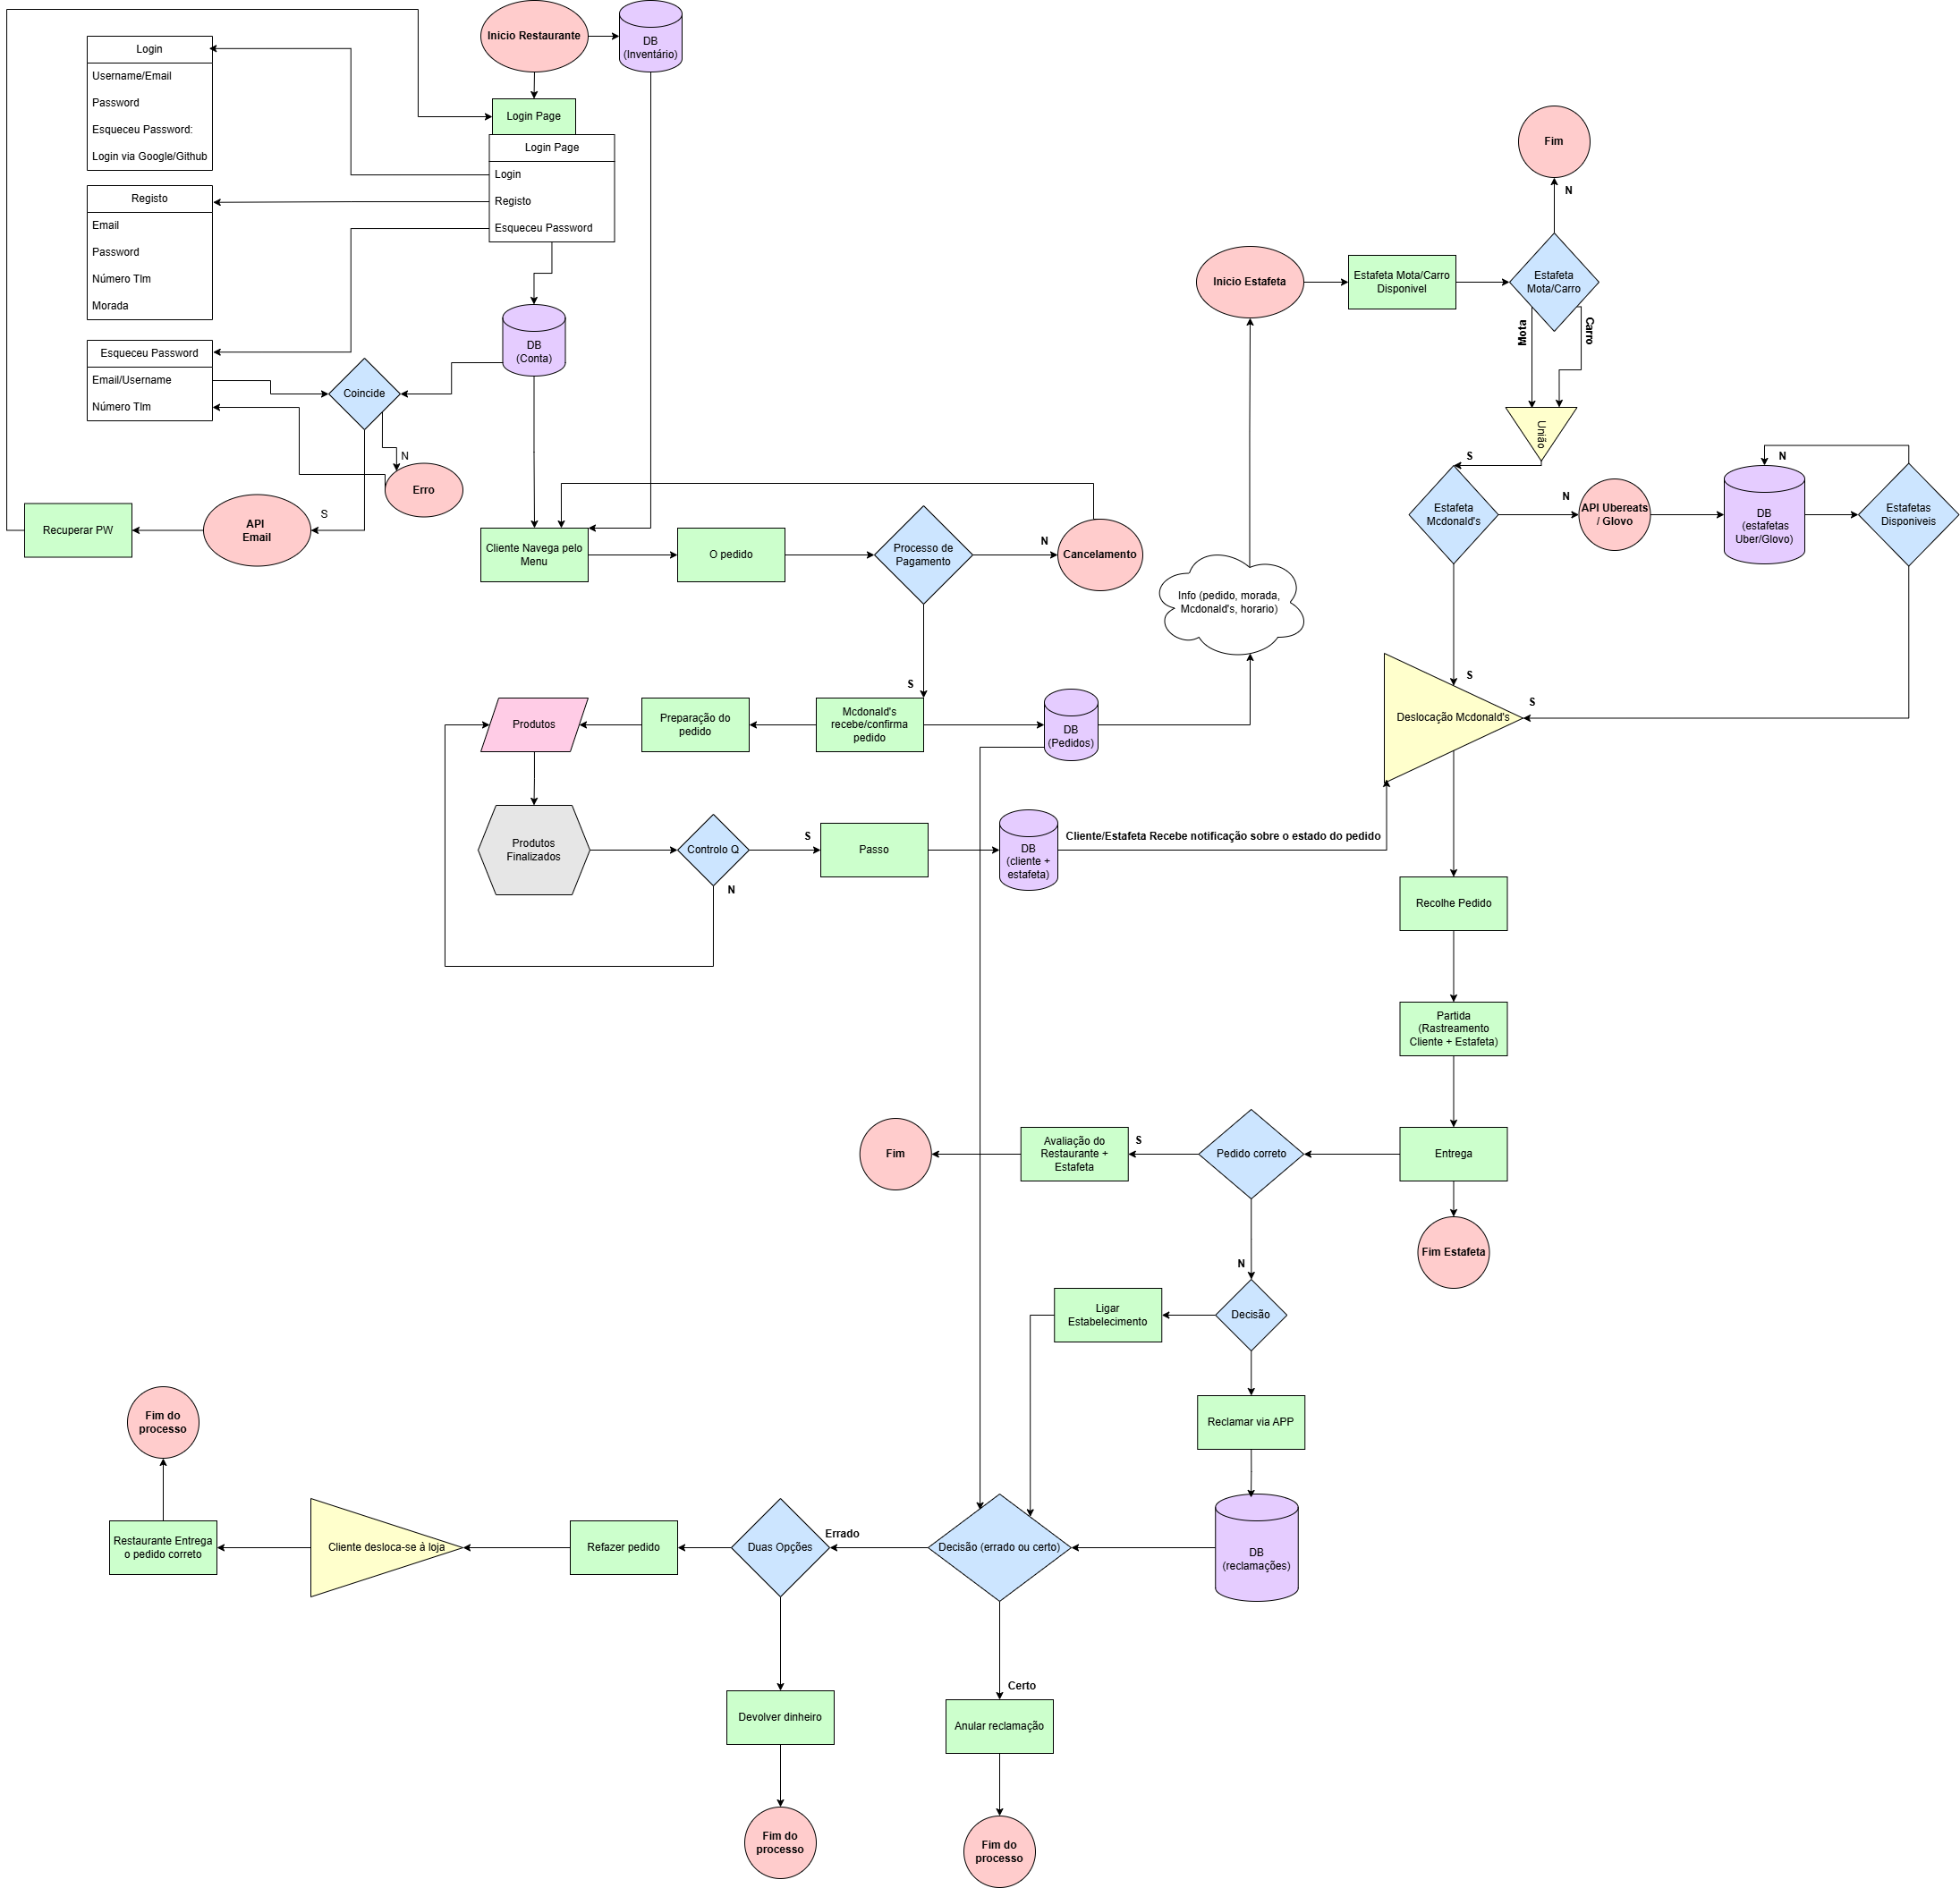 Inicio Restaurante
DB
(Inventário)
Login
Username/Email
Password
Esqueceu Password:
Login via Google/Github
Login Page
Login Page
Login
Registo
Esqueceu Password
Registo
Email
Password
Número Tlm
Morada
DB
(Conta)
Esqueceu Password
Email/Username
Número Tlm
Coincide
N
Erro
S
API
Email
Recuperar PW
Fim
N
Inicio Estafeta
Estafeta Mota/Carro
Disponivel
Estafeta
Mota/Carro
Mota
Carro
União
S
Estafeta
Mcdonald's
N
API Ubereats
/ Glovo
N
DB
(estafetas
Uber/Glovo)
Estafetas
Disponiveis
Cliente Navega pelo
Menu
O pedido
Processo de
Pagamento
N
Cancelamento
Info (pedido, morada,
Mcdonald's, horario)
S
S
S
Deslocação Mcdonald's
Produtos
Preparação do
pedido
Mcdonald's
recebe/confirma
pedido
DB
(Pedidos)
Produtos
Finalizados
Controlo Q
S
N
Passo
DB
(cliente +
estafeta)
Cliente/Estafeta Recebe notificação sobre o estado do pedido
Recolhe Pedido
Partida
(Rastreamento
Cliente + Estafeta)
Fim
Avaliação do
Restaurante +
Estafeta
S
Pedido correto
Entrega
Fim Estafeta
N
Ligar
Estabelecimento
Decisão
Reclamar via APP
Fim do
processo
Restaurante Entrega
o pedido correto
Cliente desloca-se à loja
Refazer pedido
Duas Opções
Errado
Decisão (errado ou certo)
DB
(reclamações)
Certo
Devolver dinheiro
Anular reclamação
Fim do
processo
Fim do
processo